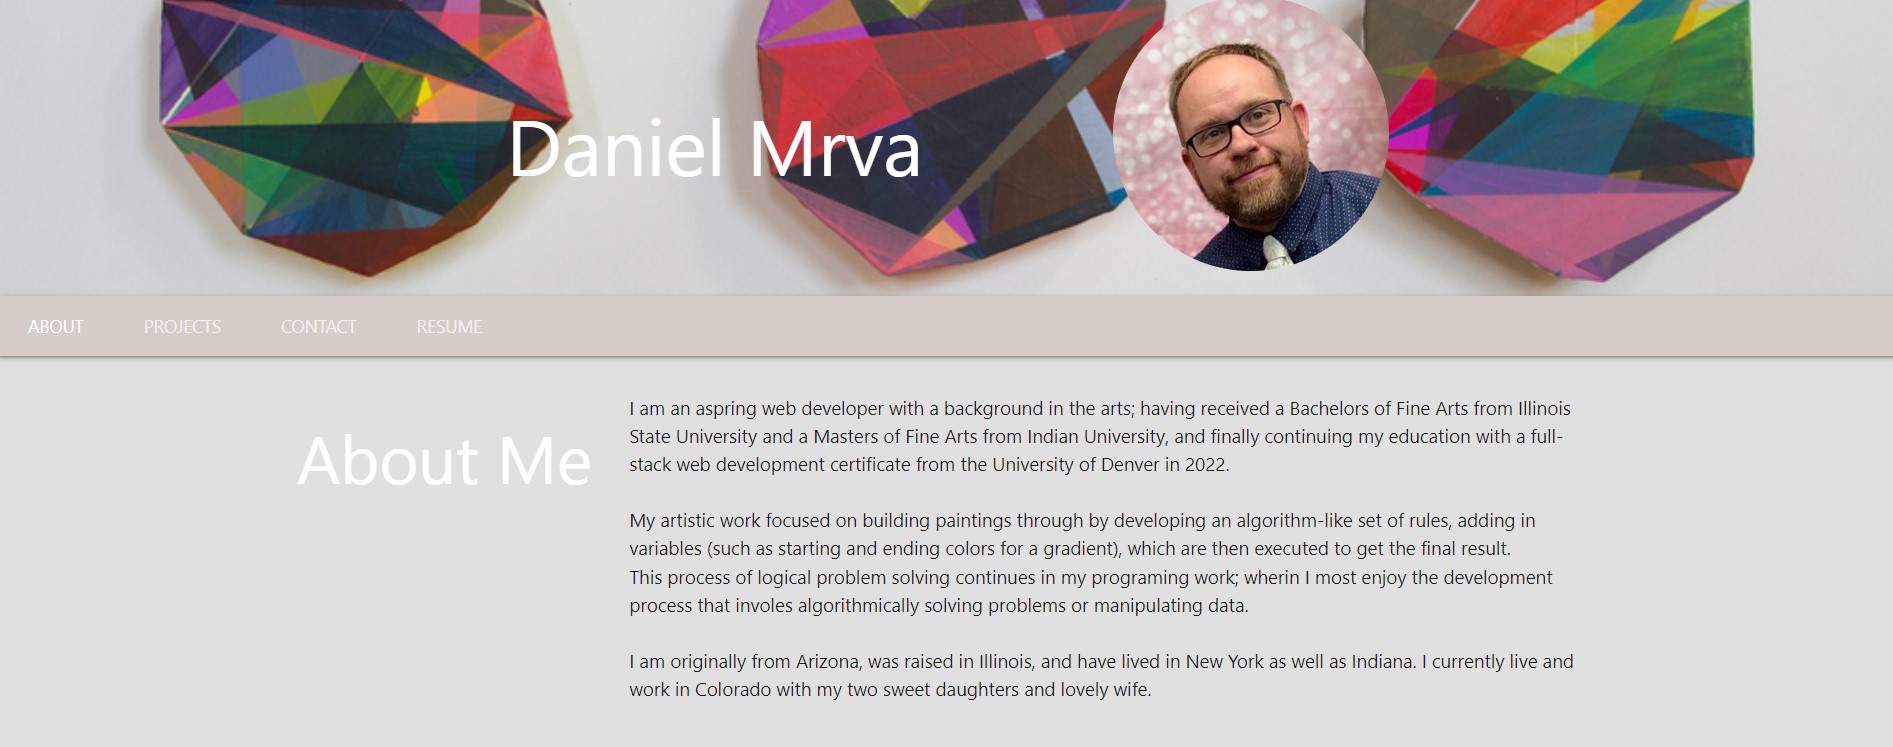 Daniel Mrva
ABOUT
PROJECTS
CONTACT
RESUME
About Me
I am an aspring web developer with a background in the arts; having received a Bachelors of Fine Arts from Illinois
State University and a Masters of Fine Arts from Indian University, and finally continuing my education with a full-
stack web development certificate from the University of Denver in 2022.
My artistic work focused on building paintings through by developing an algorithm-like set of rules, adding in
variables (such as starting and ending colors for a gradient), which are then executed to get the final result.
This process of logical problem solving continues in my programing work; wherin I most enjoy the development
process that involes algorithmically solving problems or manipulating data.
I am originally from Arizona, was raised in Illinois, and have lived in New York as well as Indiana. I currently live and
work in Colorado with my two sweet daughters and lovely wife.